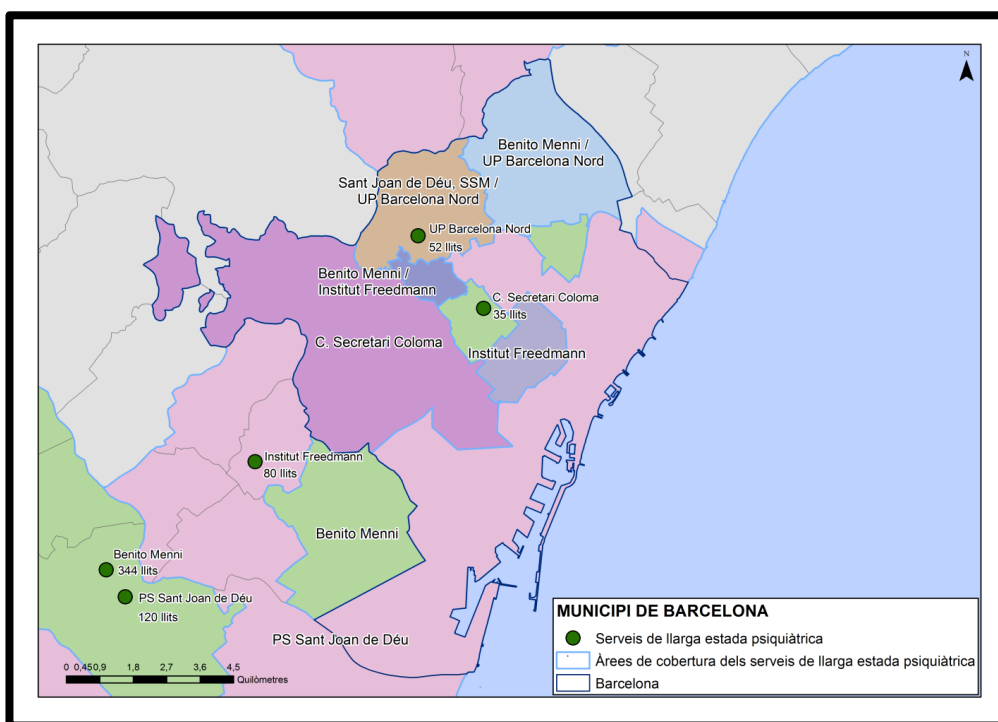 N
Benito Menni /
UP Barcelona Nord
Sant Joan de Déu, SSM /
UP Barcelona Nord
UP Barcelona Nord
52 llits
Benito Menni /
Institut Freedmann
C. Secretari Coloma
35 llits
C. Secretari Coloma
Institut Freedmann
Institut Freedmann
80 llits
Benito Menni
Benito Menni
344 llits
PS Sant Joan de Déu
120 llits
PS Sant Joan de Déu
0 0,450,9 1,8 2,7 3,6 4,5
Quilòmetres
MUNICIPI DE BARCELONA
Serveis de llarga estada psiquiàtrica
Àrees de cobertura dels serveis de llarga estada psiquiàtrica
Barcelona